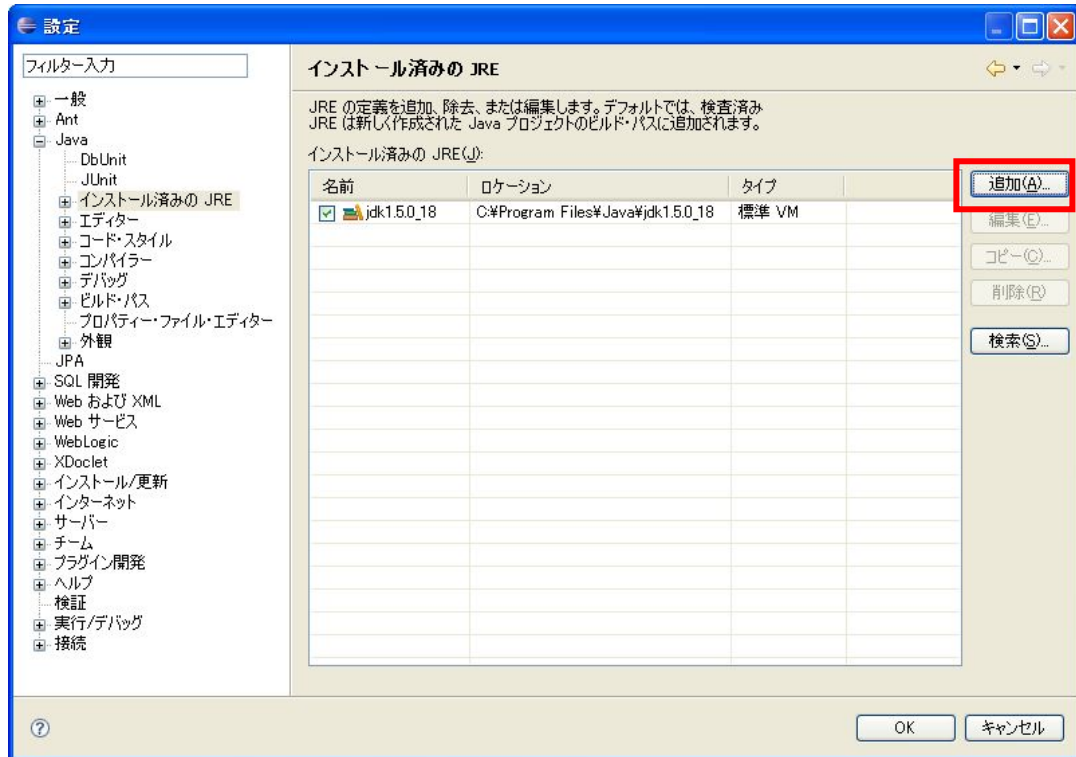 設定
フィルター入力
一般
Ant
Java
DbUnit
JUnit
インストール済みの JRE
エディター
コード・スタイル
コンパイラー
デバッグ
ビルド・パス
プロパティー・ファイル・エディター
外観
JPA
SQL 開発
Web および XML
Web サービス
WebLogic
XDoclet
インストール/更新
インターネット
サーバー
チーム
プラグイン開発
ヘルプ
検証
実行/デバッグ
接続
インストール済みの JRE
JRE の定義を追加、除去、または編集します。デフォルトでは、検査済み
JRE は新しく作成された Java プロジェクトのビルド・パスに追加されます。
インストール済みの JRE(J):
名前 ロケーション タイプ
jdk1.5.0_18 C:¥Program Files¥Java¥jdk1.5.0_18 標準 VM
追加(A)...
編集(E)...
コピー(C)...
削除(R)
検索(S)...
OK キャンセル